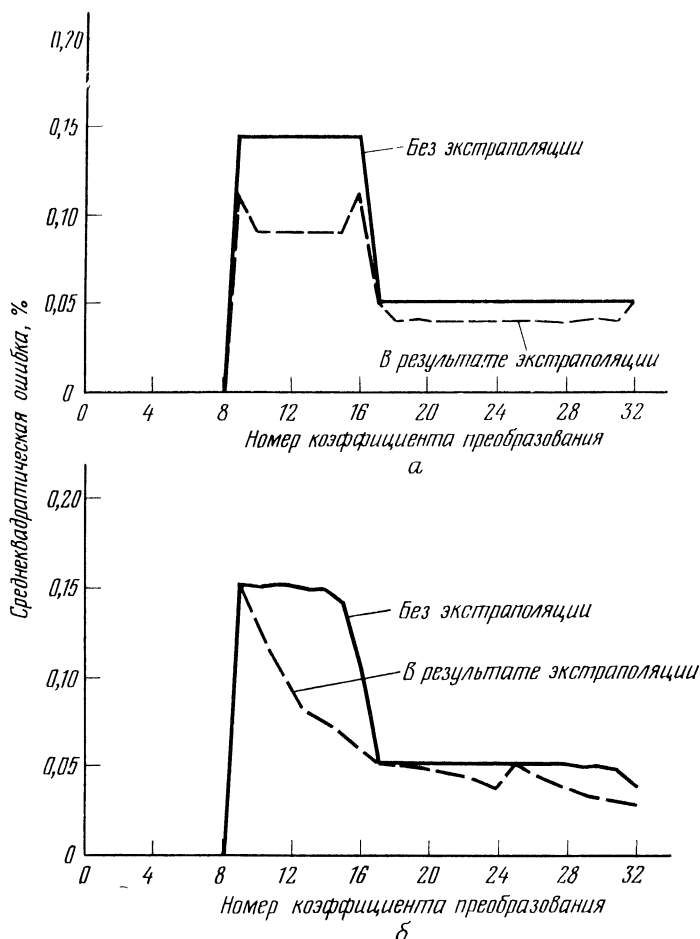 0,20
0,15
0,10
0,05
0
Без экстраполяции
В результате экстраполяции
0 4 8 12 16 20 24 28 32
Номер коэффициента преобразования
а
Среднеквадратическая ошибка, %
0,20
0,15
0,10
0,05
0
Без экстраполяции
В результате экстраполяции
0 4 8 12 16 20 24 28 32
Номер коэффициента преобразования
б